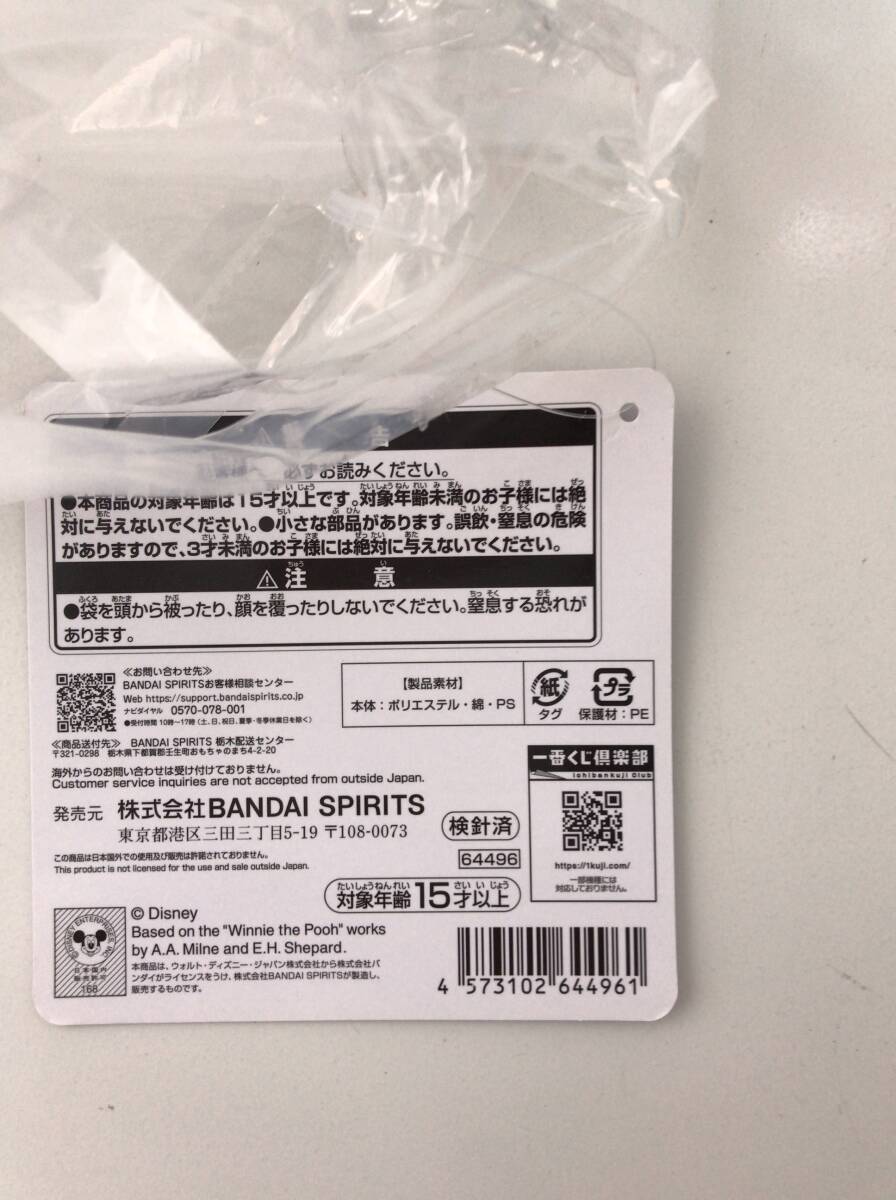 告
必ずお読みください。
●本商品の対象年齢は15才以上です。対象年齢未満のお子様には絶
対に与えないでください。●小さな部品があります。誤飲・窒息の危険
がありますので、3才未満のお子様には絶対に与えないでください。
⚠注 意
●袋を頭から被ったり、顔を覆ったりしないでください。窒息する恐れが
あります。
≪お問い合わせ先≫
BANDAI SPIRITSお客様相談センター
Web https://support.bandaispirits.co.jp
ナビダイヤル 0570-078-001
●受付時間 10時～17時(土、日、祝日、夏季・冬季休業日を除く)
≪商品送付先≫ BANDAI SPIRITS 栃木配送センター
〒321-0298 栃木県下都賀郡壬生町おもちゃのまち4-2-20
海外からのお問い合わせは受け付けておりません。
Customer service inquiries are not accepted from outside Japan.
【製品素材】
本体：ポリエステル・綿・PS
紙
タグ
プラ
保護材：PE
発売元 株式会社BANDAI SPIRITS
東京都港区三田三丁目5-19 〒108-0073
検針済
64496
この商品は日本国外での使用及び販売は許諾されておりません。
This product is not licensed for the use and sale outside Japan.
対象年齢15才以上
一番くじ倶楽部
Ichibankuji Club
https://1kuji.com/
一部機種には
対応しておりません。
©DISNEY ENTERPRISES, INC.
日本国内
販売許可
168
© Disney
Based on the "Winnie the Pooh" works
by A.A. Milne and E.H. Shepard.
本商品は、ウォルト・ディズニー・ジャパン株式会社から株式会社バ
ンダイがライセンスをうけ、株式会社BANDAI SPIRITSが製造し、
販売するものです。
4 573102 644961